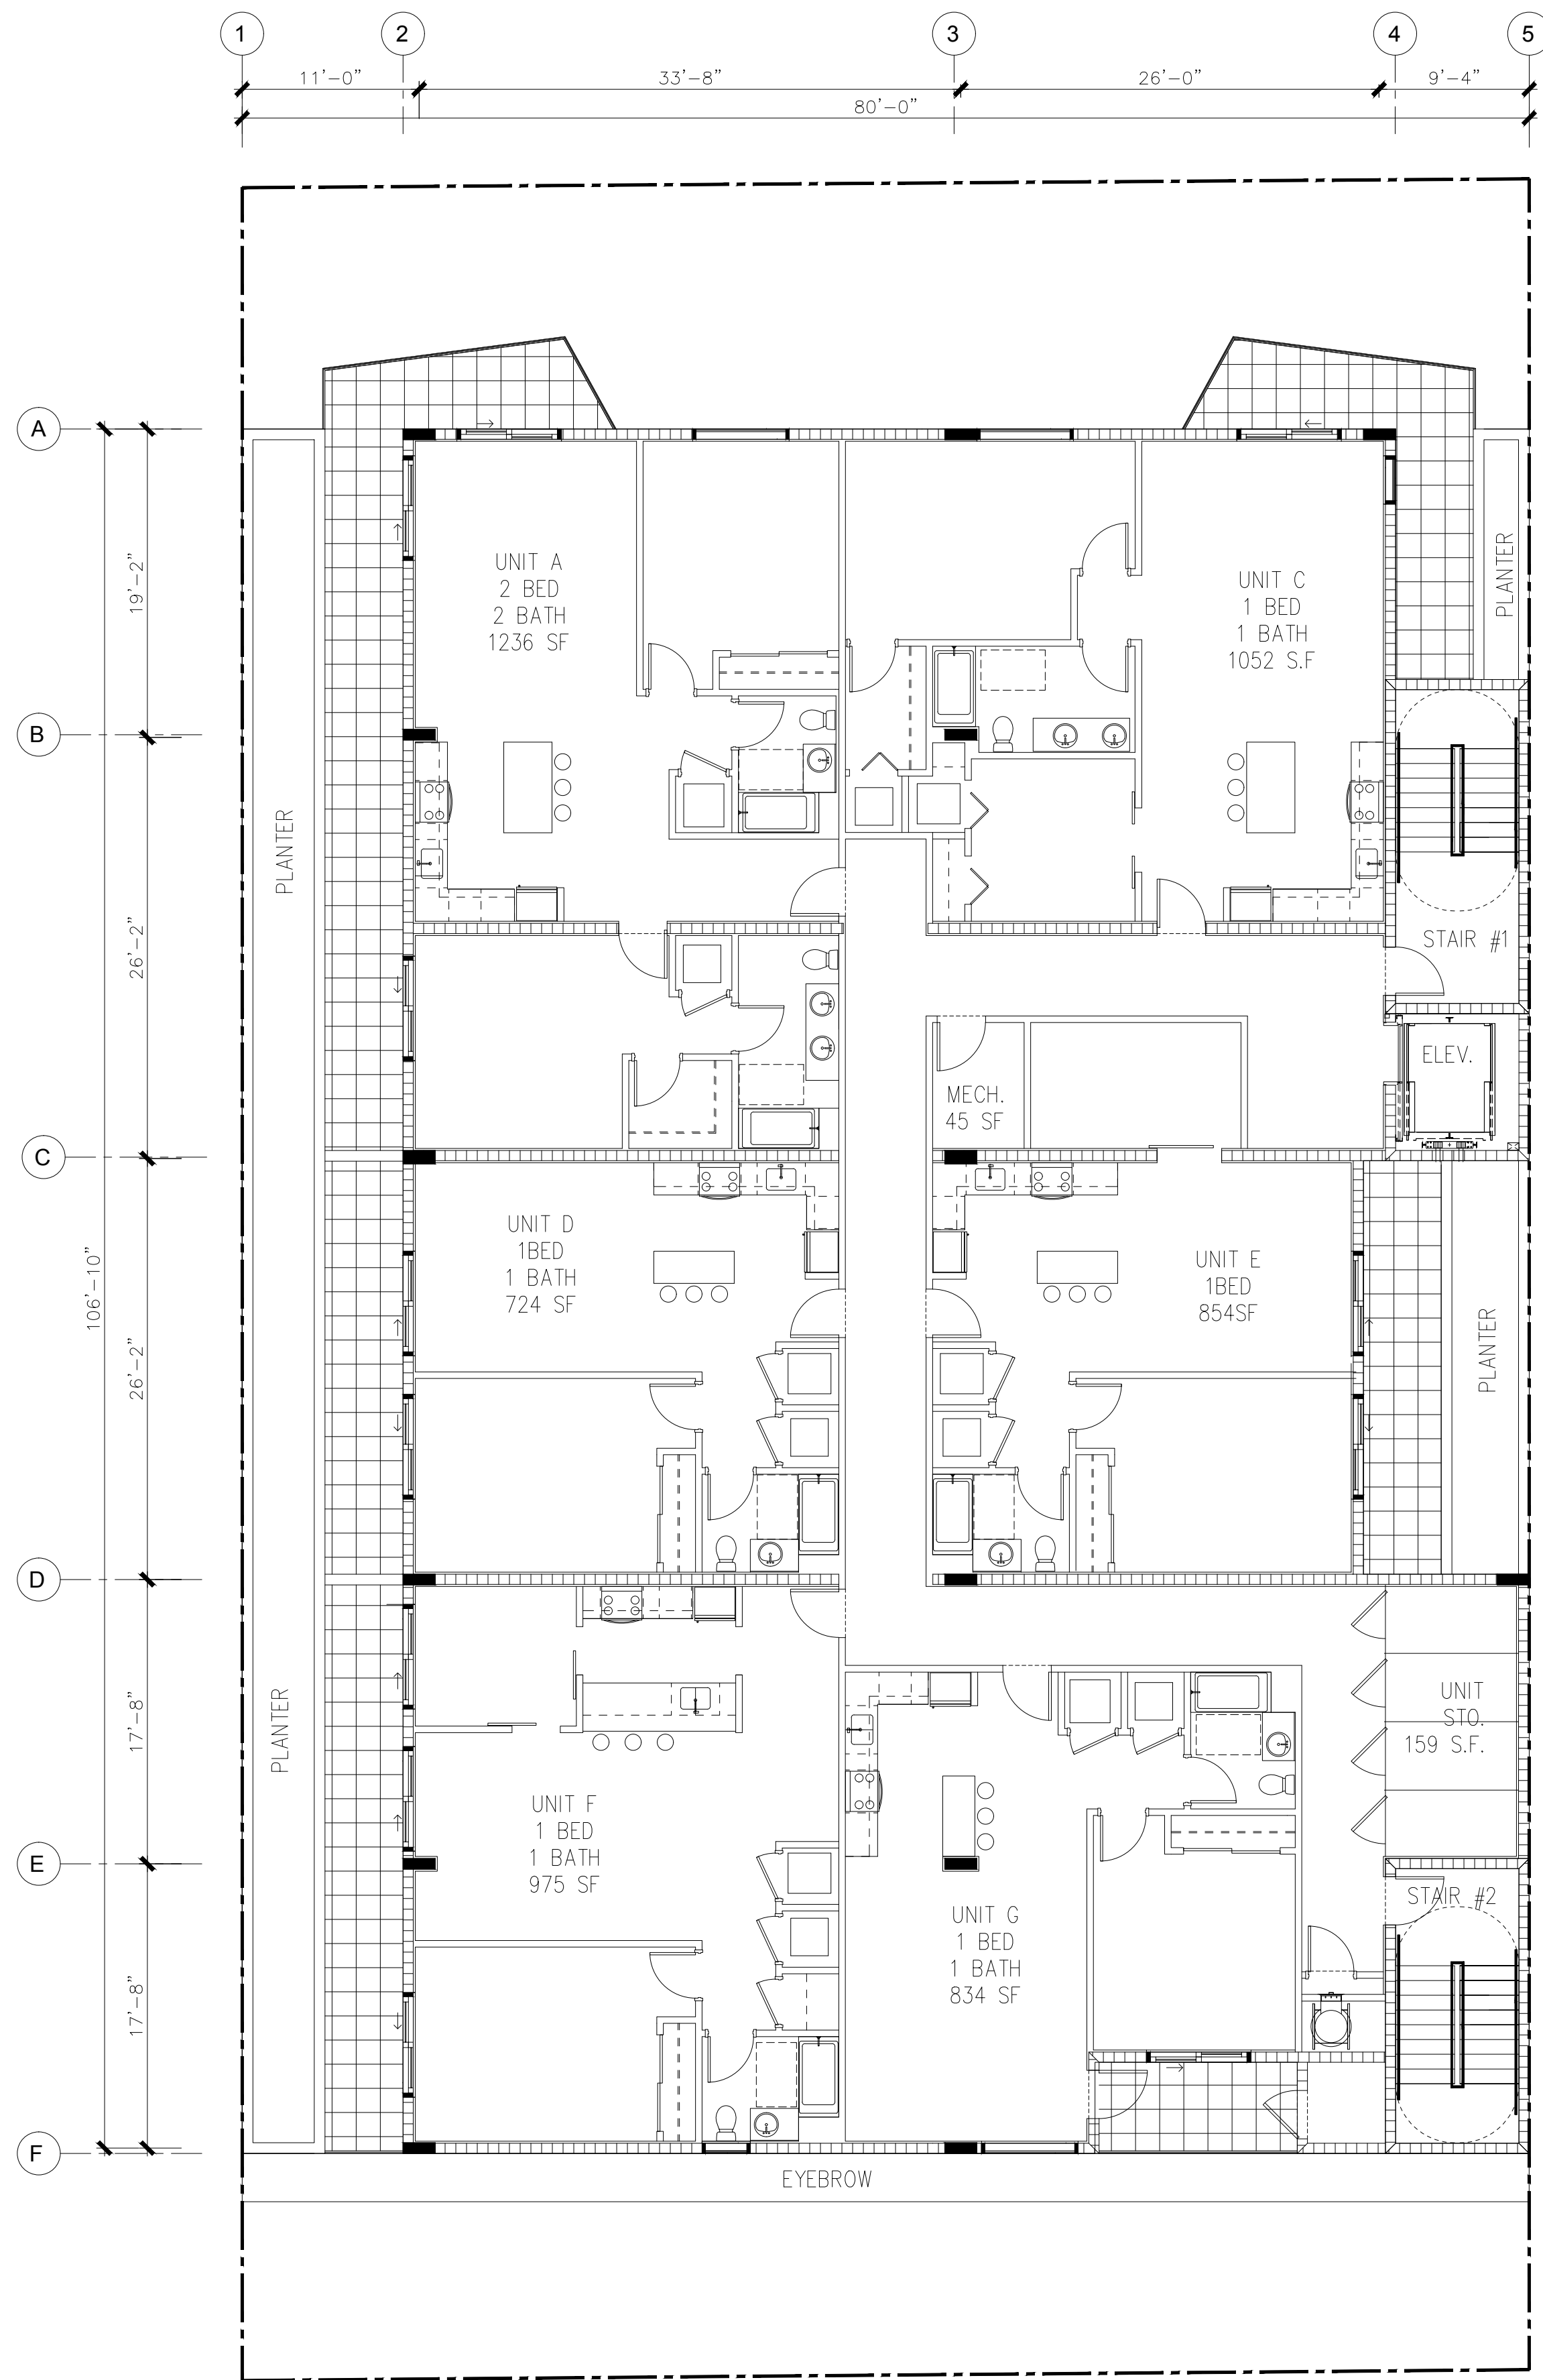 1
2
3
4
5
11'-0"
33'-8"
26'-0"
9'-4"
80'-0"
A
B
C
D
E
F
19'-2"
26'-2"
26'-2"
17'-8"
17'-8"
106'-10"
UNIT A
2 BED
2 BATH
1236 SF
UNIT C
1 BED
1 BATH
1052 S.F
PLANTER
PLANTER
STAIR #1
ELEV.
MECH.
45 SF
UNIT D
1BED
1 BATH
724 SF
UNIT E
1BED
854SF
PLANTER
PLANTER
UNIT
STO.
159 S.F.
UNIT F
1 BED
1 BATH
975 SF
STAIR #2
UNIT G
1 BED
1 BATH
834 SF
EYEBROW